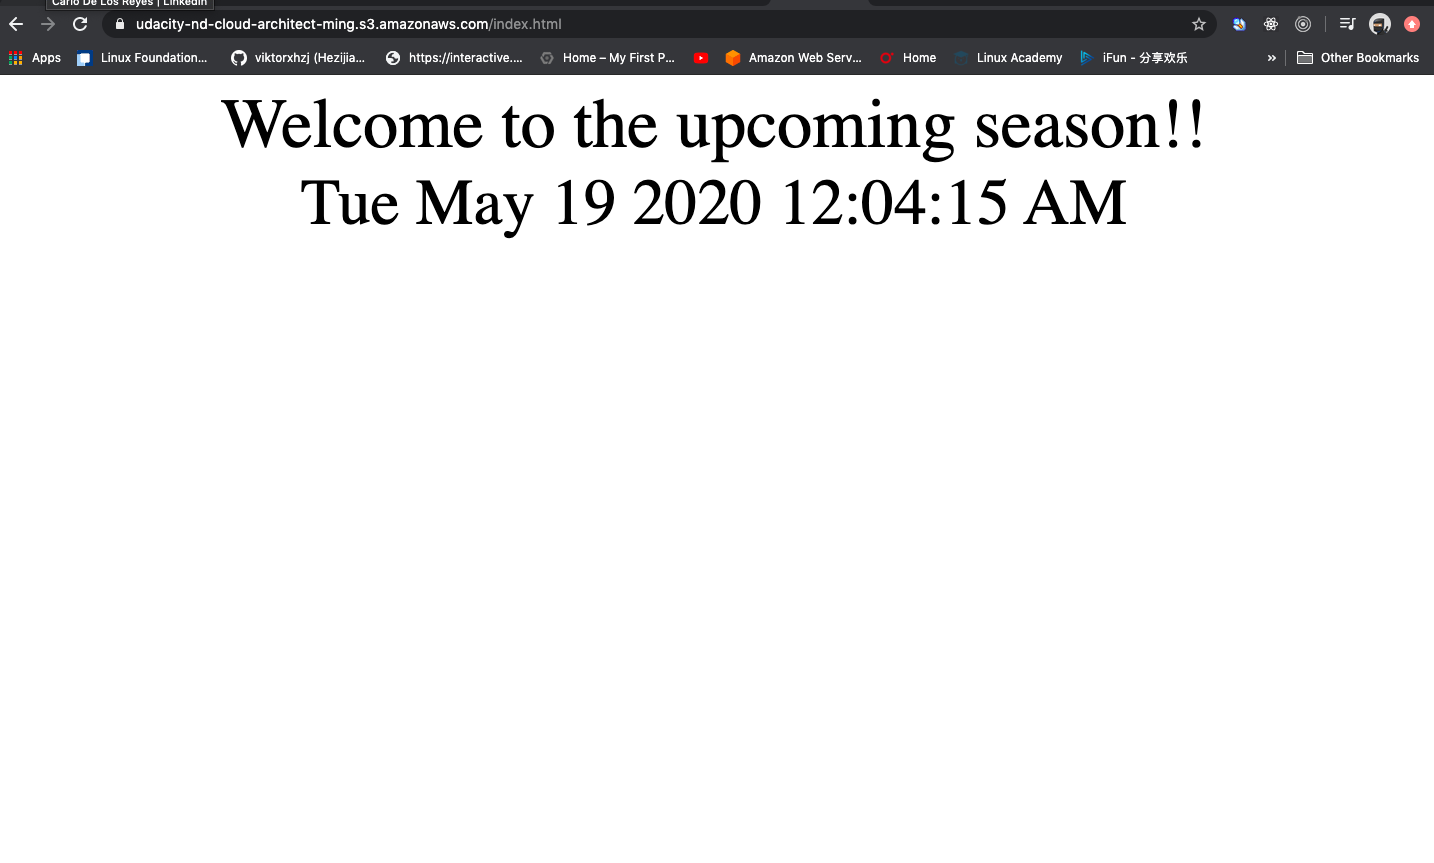 Carlo De Los Reyes | LinkedIn
udacity-nd-cloud-architect-ming.s3.amazonaws.com/index.html
Apps Linux Foundation... viktorxhzj (Hezijia... https://interactive.... Home – My First P... Amazon Web Serv... Home Linux Academy iFun - 分享欢乐 » Other Bookmarks
Welcome to the upcoming season!!
Tue May 19 2020 12:04:15 AM